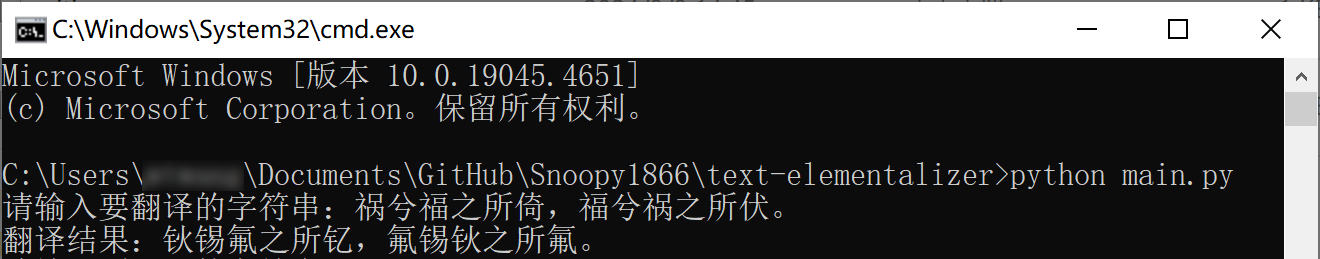 C:\Windows\System32\cmd.exe
Microsoft Windows [版本 10.0.19045.4651]
(c) Microsoft Corporation。保留所有权利。
C:\Users\ \Documents\GitHub\Snoopy1866\text-elementalizer>python main.py
请输入要翻译的字符串：祸兮福之所倚，福兮祸之所伏。
翻译结果：钬锡氟之所钇，氟锡钬之所氟。